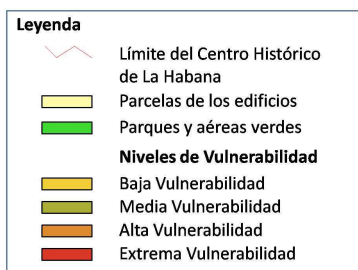 Leyenda
Límite del Centro Histórico
de La Habana
Parcelas de los edificios
Parques y aéreas verdes
Niveles de Vulnerabilidad
Baja Vulnerabilidad
Media Vulnerabilidad
Alta Vulnerabilidad
Extrema Vulnerabilidad